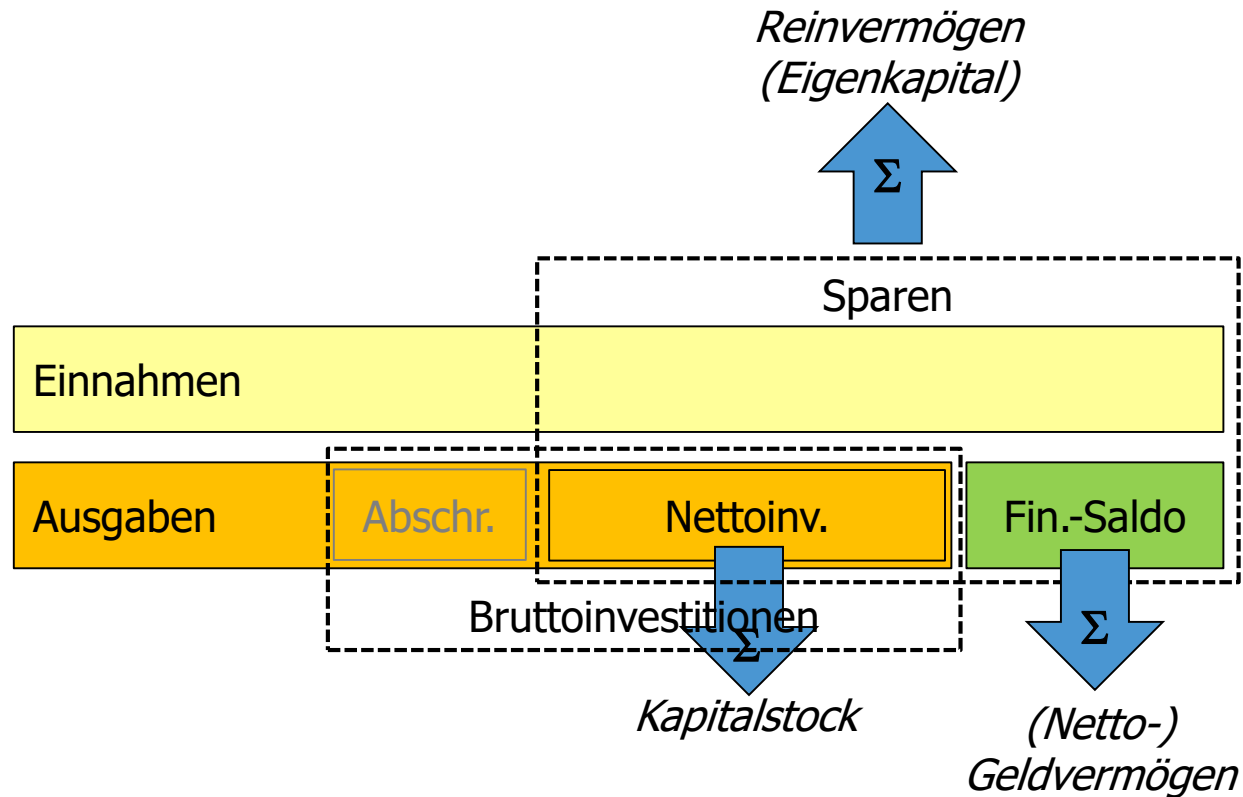 Reinvermögen
(Eigenkapital)
Σ
Sparen
Einnahmen
Ausgaben
Abschr.
Nettoinv.
Fin.-Saldo
Bruttoinvestitionen
Σ
Σ
Kapitalstock
(Netto-)
Geldvermögen